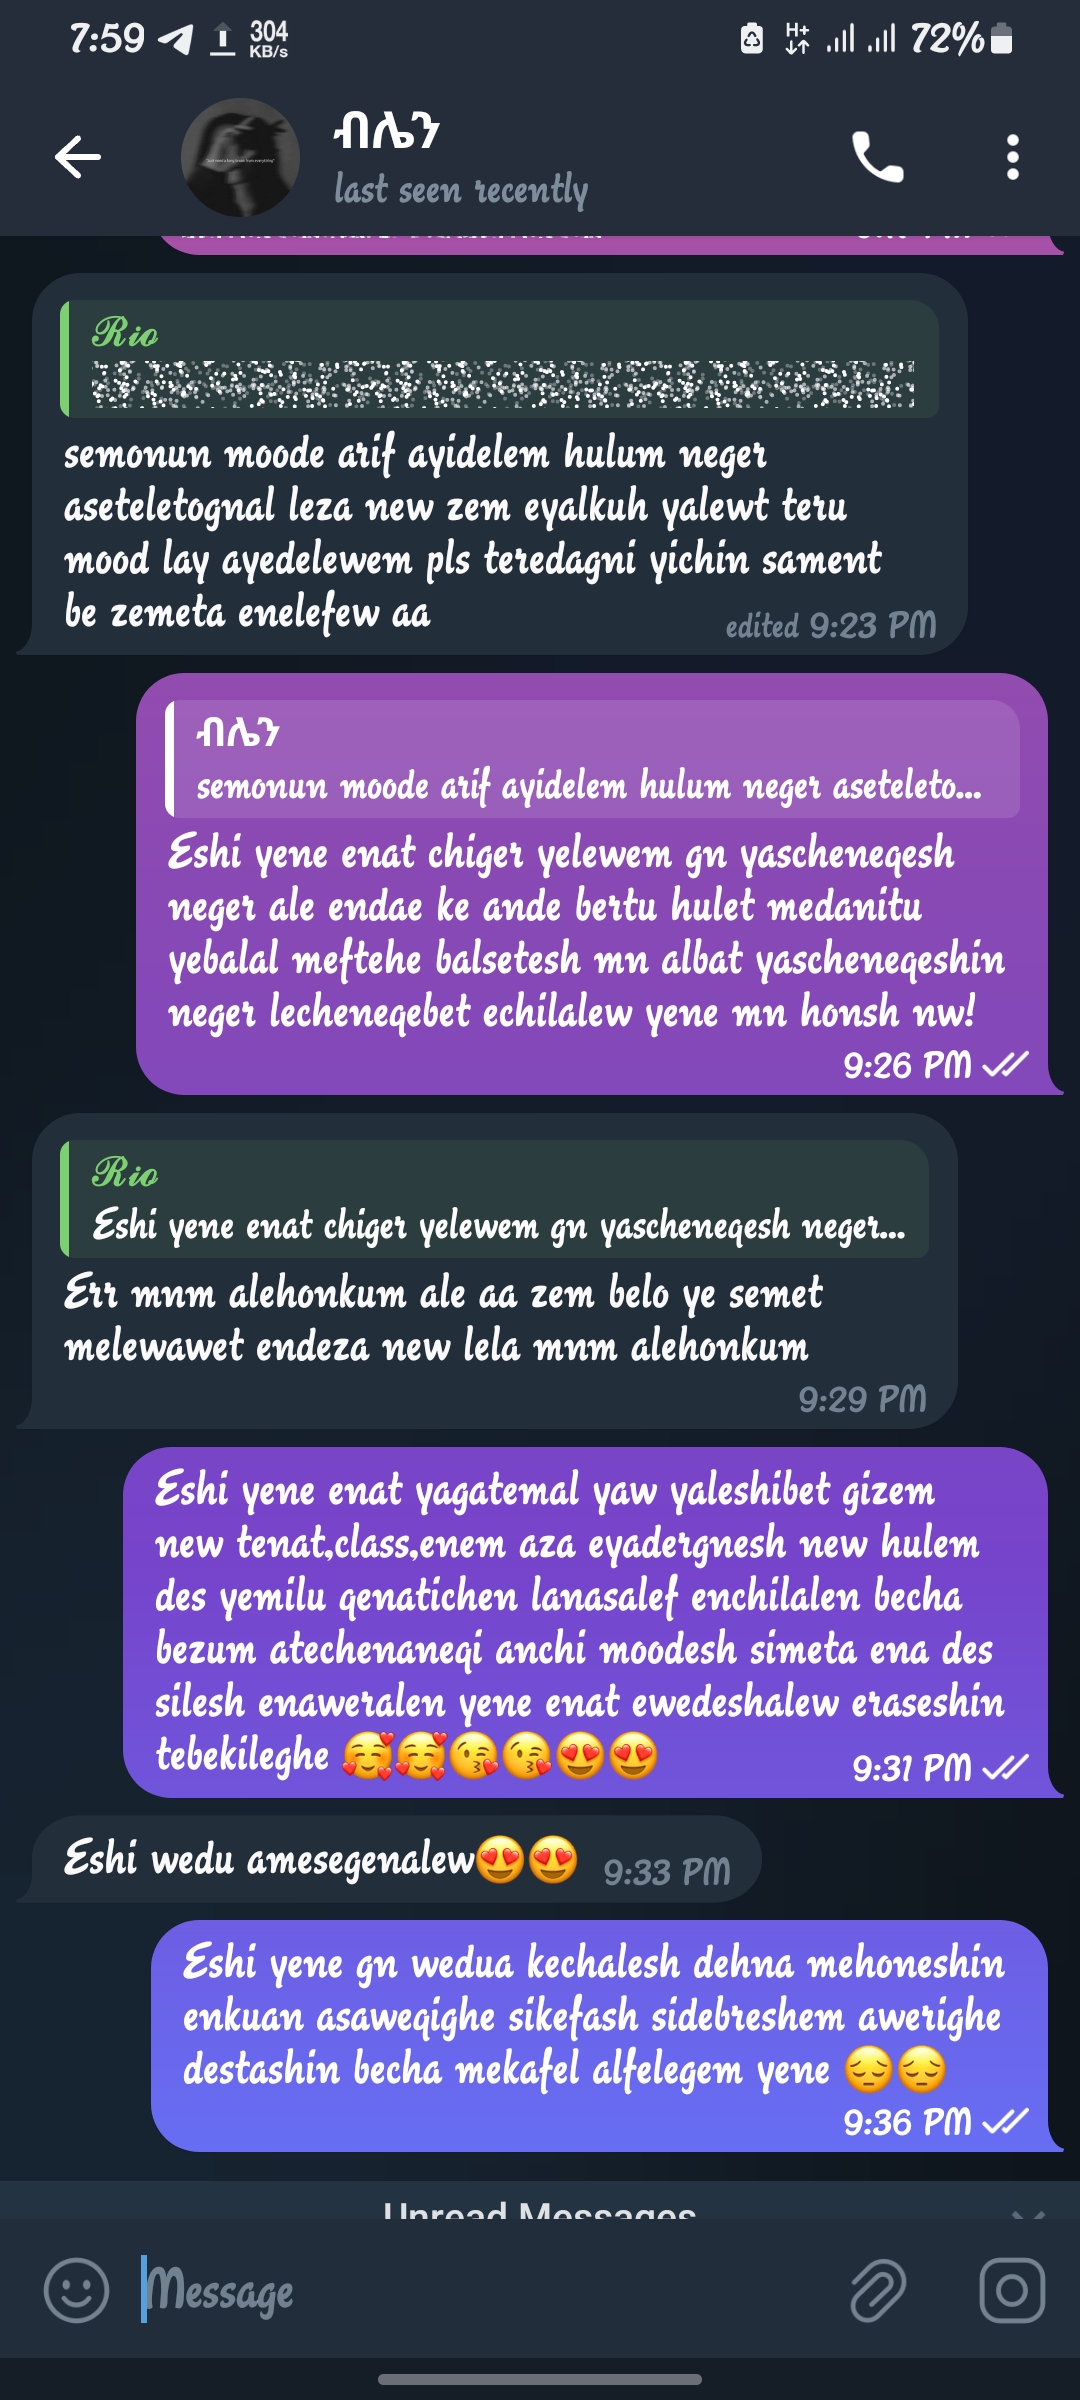 7:59 304 KB/s H+ 72%
ብሌን
last seen recently
Rio
semonun moode arif ayidelem hulum neger
aseteletognal leza new zem eyalkuh yalewt teru
mood lay ayedelewem pls teredagni yichin sament
be zemeta enelefew aa
edited 9:23 PM
ብሌን
semonun moode arif ayidelem hulum neger aseteleto...
Eshi yene enat chiger yelewem gn yascheneqesh
neger ale endae ke ande bertu hulet medanitu
yebalal meftehe balsetesh mn albat yascheneqeshin
neger lecheneqebet echilalew yene mn honsh nw!
9:26 PM
Rio
Eshi yene enat chiger yelewem gn yascheneqesh neger...
Err mnm alehonkum ale aa zem belo ye semet
melewawet endeza new lela mnm alehonkum
9:29 PM
Eshi yene enat yagatemal yaw yaleshibet gizem
new tenat,class,enem aza eyadergnesh new hulem
des yemilu qenatichen lanasalef enchilalen becha
bezum atechenaneqi anchi moodesh simeta ena des
silesh enaweralen yene enat ewedeshalew eraseshin
tebekileghe 🥰🥰😘😘😍😍 9:31 PM
Eshi wedu amesegenalew😍😍 9:33 PM
Eshi yene gn wedua kechalesh dehna mehoneshin
enkuan asaweqighe sikefash sidebreshem awerighe
destashin becha mekafel alfelegem yene 😔😔
9:36 PM
Unread Messages
Message